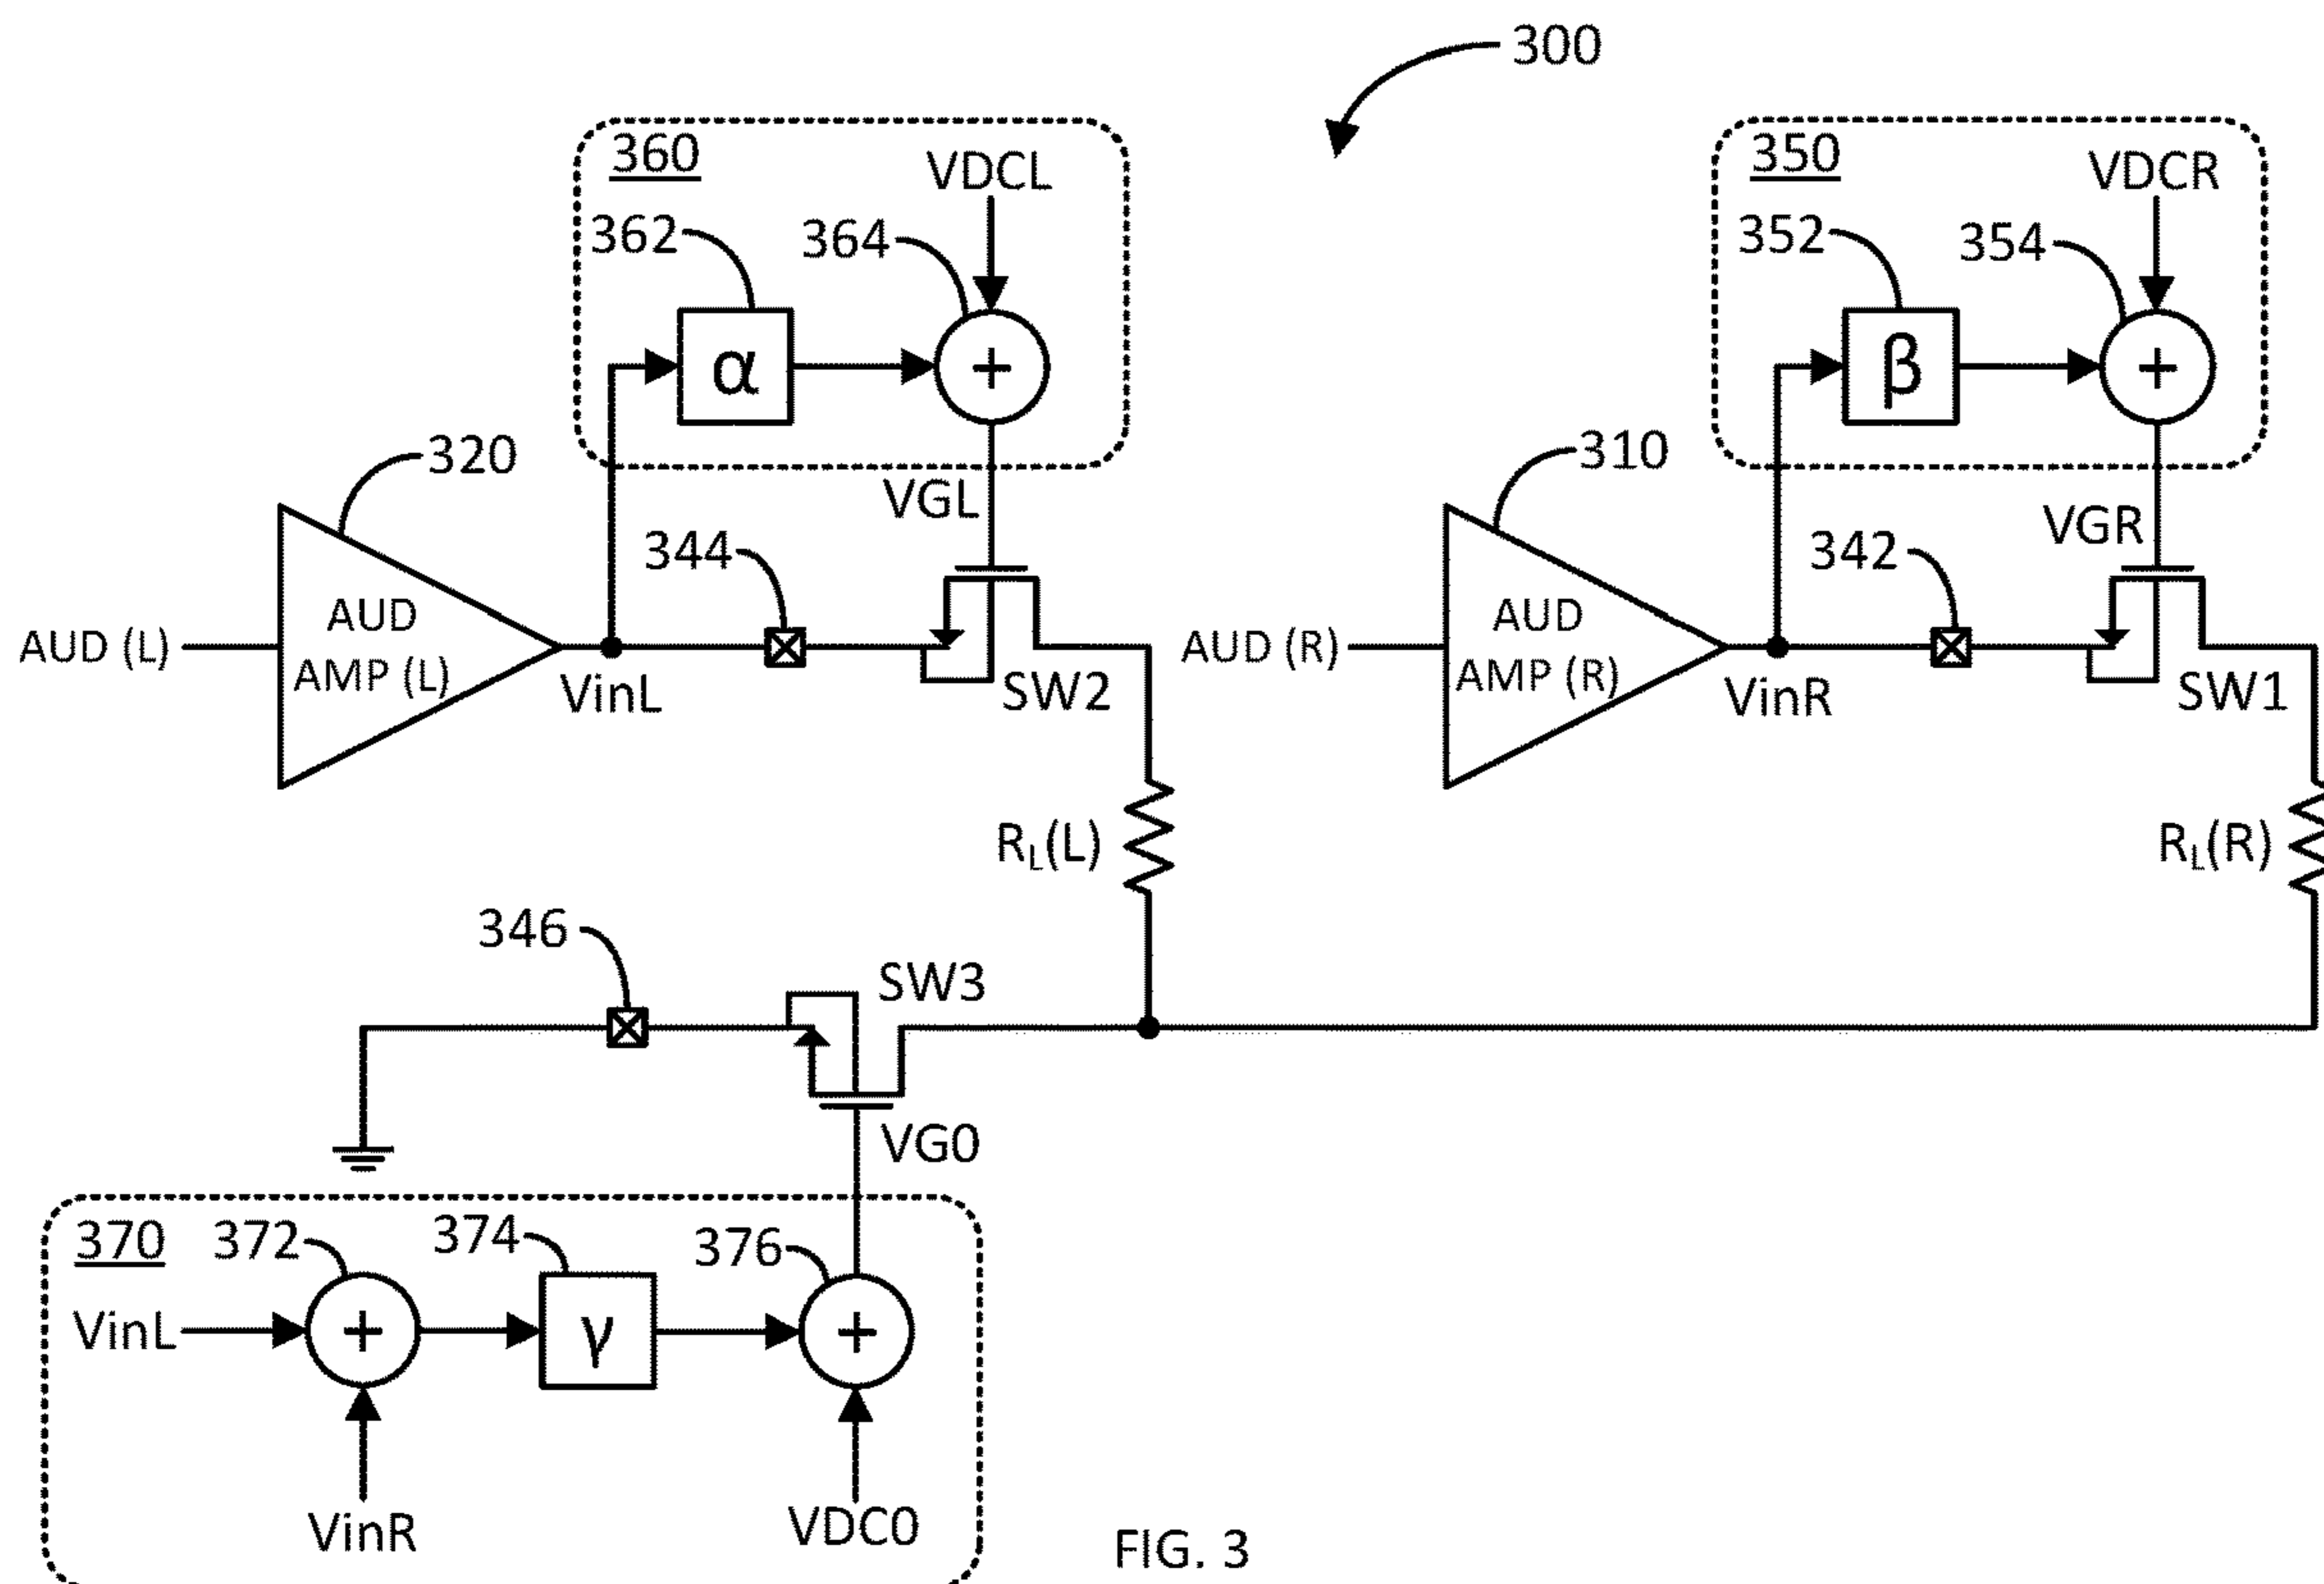 300
360
VDCL
350
VDCR
362
364
352
354
α
+
β
+
320
310
VGL
VGR
344
342
AUD (L)
AUD
AMP (L)
VinL
SW2
AUD (R)
AUD
AMP (R)
VinR
SW1
RL(L)
RL(R)
346
SW3
VG0
370
372
374
376
VinL
+
γ
+
VinR
VDC0
FIG. 3